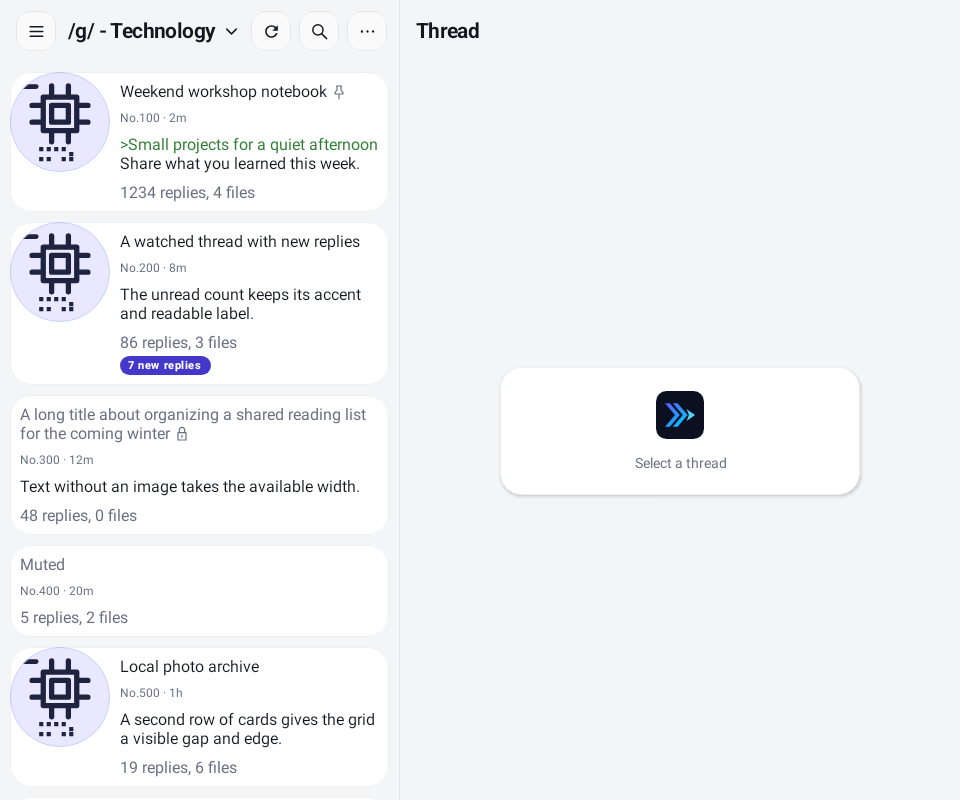 /g/ - Technology
Thread
Weekend workshop notebook
No.100 · 2m
>Small projects for a quiet afternoon
Share what you learned this week.
1234 replies, 4 files
A watched thread with new replies
No.200 · 8m
The unread count keeps its accent
and readable label.
86 replies, 3 files
7 new replies
A long title about organizing a shared reading list
for the coming winter
No.300 · 12m
Text without an image takes the available width.
48 replies, 0 files
Muted
No.400 · 20m
5 replies, 2 files
Local photo archive
No.500 · 1h
A second row of cards gives the grid
a visible gap and edge.
19 replies, 6 files
Select a thread